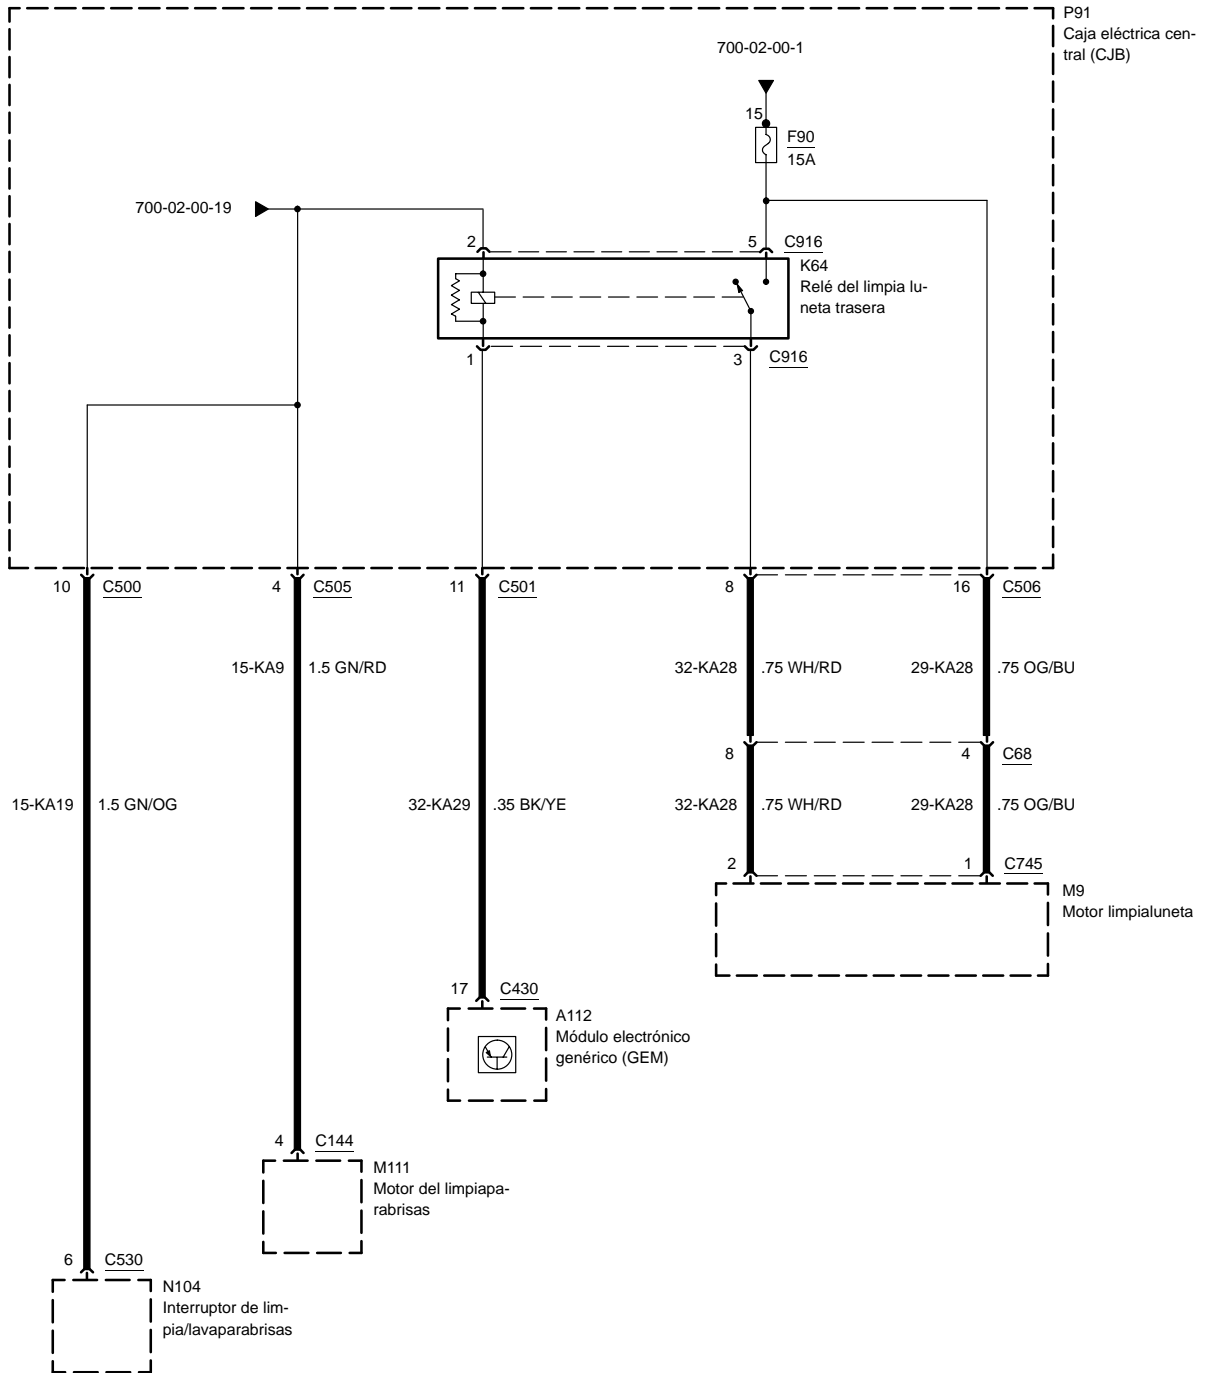 P91
Caja eléctrica cen-
tral (CJB)
700-02-00-1
15
F90
15A
700-02-00-19
2
5
C916
K64
Relé del limpia lu-
neta trasera
1
3
C916
10
C500
4
C505
11
C501
8
16
C506
15-KA9
1.5 GN/RD
32-KA28
.75 WH/RD
29-KA28
.75 OG/BU
8
4
C68
15-KA19
1.5 GN/OG
32-KA29
.35 BK/YE
32-KA28
.75 WH/RD
29-KA28
.75 OG/BU
2
1
C745
M9
Motor limpialuneta
17
C430
A112
Módulo electrónico
genérico (GEM)
4
C144
M111
Motor del limpiapa-
rabrisas
6
C530
N104
Interruptor de lim-
pia/lavaparabrisas